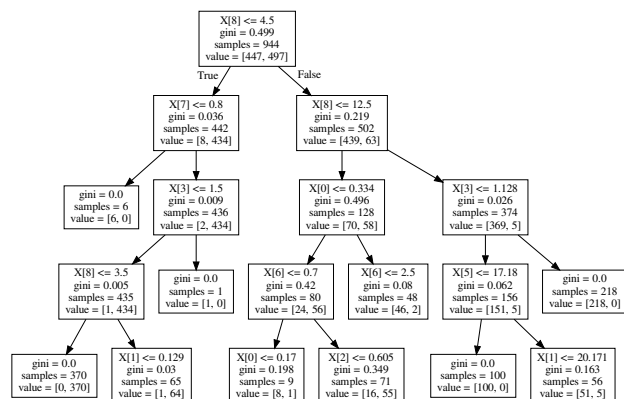 X[8] <= 4.5
gini = 0.499
samples = 944
value = [447, 497]
True
False
X[7] <= 0.8
gini = 0.036
samples = 442
value = [8, 434]
X[8] <= 12.5
gini = 0.219
samples = 502
value = [439, 63]
gini = 0.0
samples = 6
value = [6, 0]
X[3] <= 1.5
gini = 0.009
samples = 436
value = [2, 434]
X[0] <= 0.334
gini = 0.496
samples = 128
value = [70, 58]
X[3] <= 1.128
gini = 0.026
samples = 374
value = [369, 5]
X[8] <= 3.5
gini = 0.005
samples = 435
value = [1, 434]
gini = 0.0
samples = 1
value = [1, 0]
X[6] <= 0.7
gini = 0.42
samples = 80
value = [24, 56]
X[6] <= 2.5
gini = 0.08
samples = 48
value = [46, 2]
X[5] <= 17.18
gini = 0.062
samples = 156
value = [151, 5]
gini = 0.0
samples = 218
value = [218, 0]
gini = 0.0
samples = 370
value = [0, 370]
X[1] <= 0.129
gini = 0.03
samples = 65
value = [1, 64]
X[0] <= 0.17
gini = 0.198
samples = 9
value = [8, 1]
X[2] <= 0.605
gini = 0.349
samples = 71
value = [16, 55]
gini = 0.0
samples = 100
value = [100, 0]
X[1] <= 20.171
gini = 0.163
samples = 56
value = [51, 5]